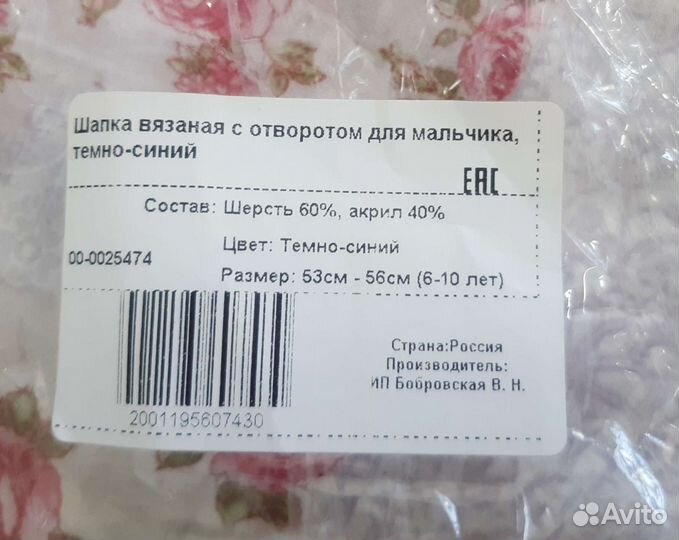 Шапка вязаная с отворотом для мальчика,
темно-синий
EAC
Состав: Шерсть 60%, акрил 40%
Цвет: Темно-синий
00-0025474
Размер: 53см - 56см (6-10 лет)
Страна:Россия
Производитель:
ИП Бобровская В. Н.
2001195607430
Avito